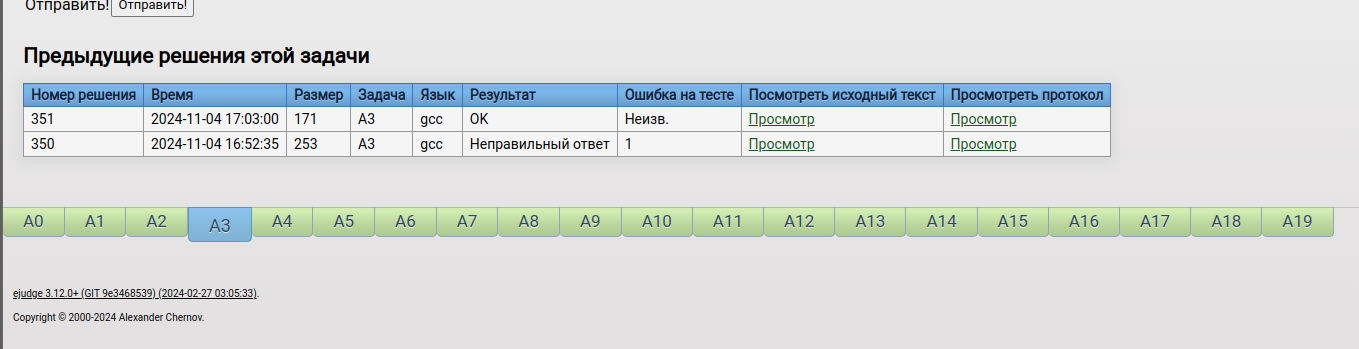 Отправить! Отправить!
Предыдущие решения этой задачи
Номер решения Время Размер Задача Язык Результат Ошибка на тесте Посмотреть исходный текст Просмотреть протокол
351 2024-11-04 17:03:00 171 A3 gcc OK Неизв. Просмотр Просмотр
350 2024-11-04 16:52:35 253 A3 gcc Неправильный ответ 1 Просмотр Просмотр
A0 A1 A2 A3 A4 A5 A6 A7 A8 A9 A10 A11 A12 A13 A14 A15 A16 A17 A18 A19
ejudge 3.12.0+ (GIT 9e3468539) (2024-02-27 03:05:33).
Copyright © 2000-2024 Alexander Chernov.